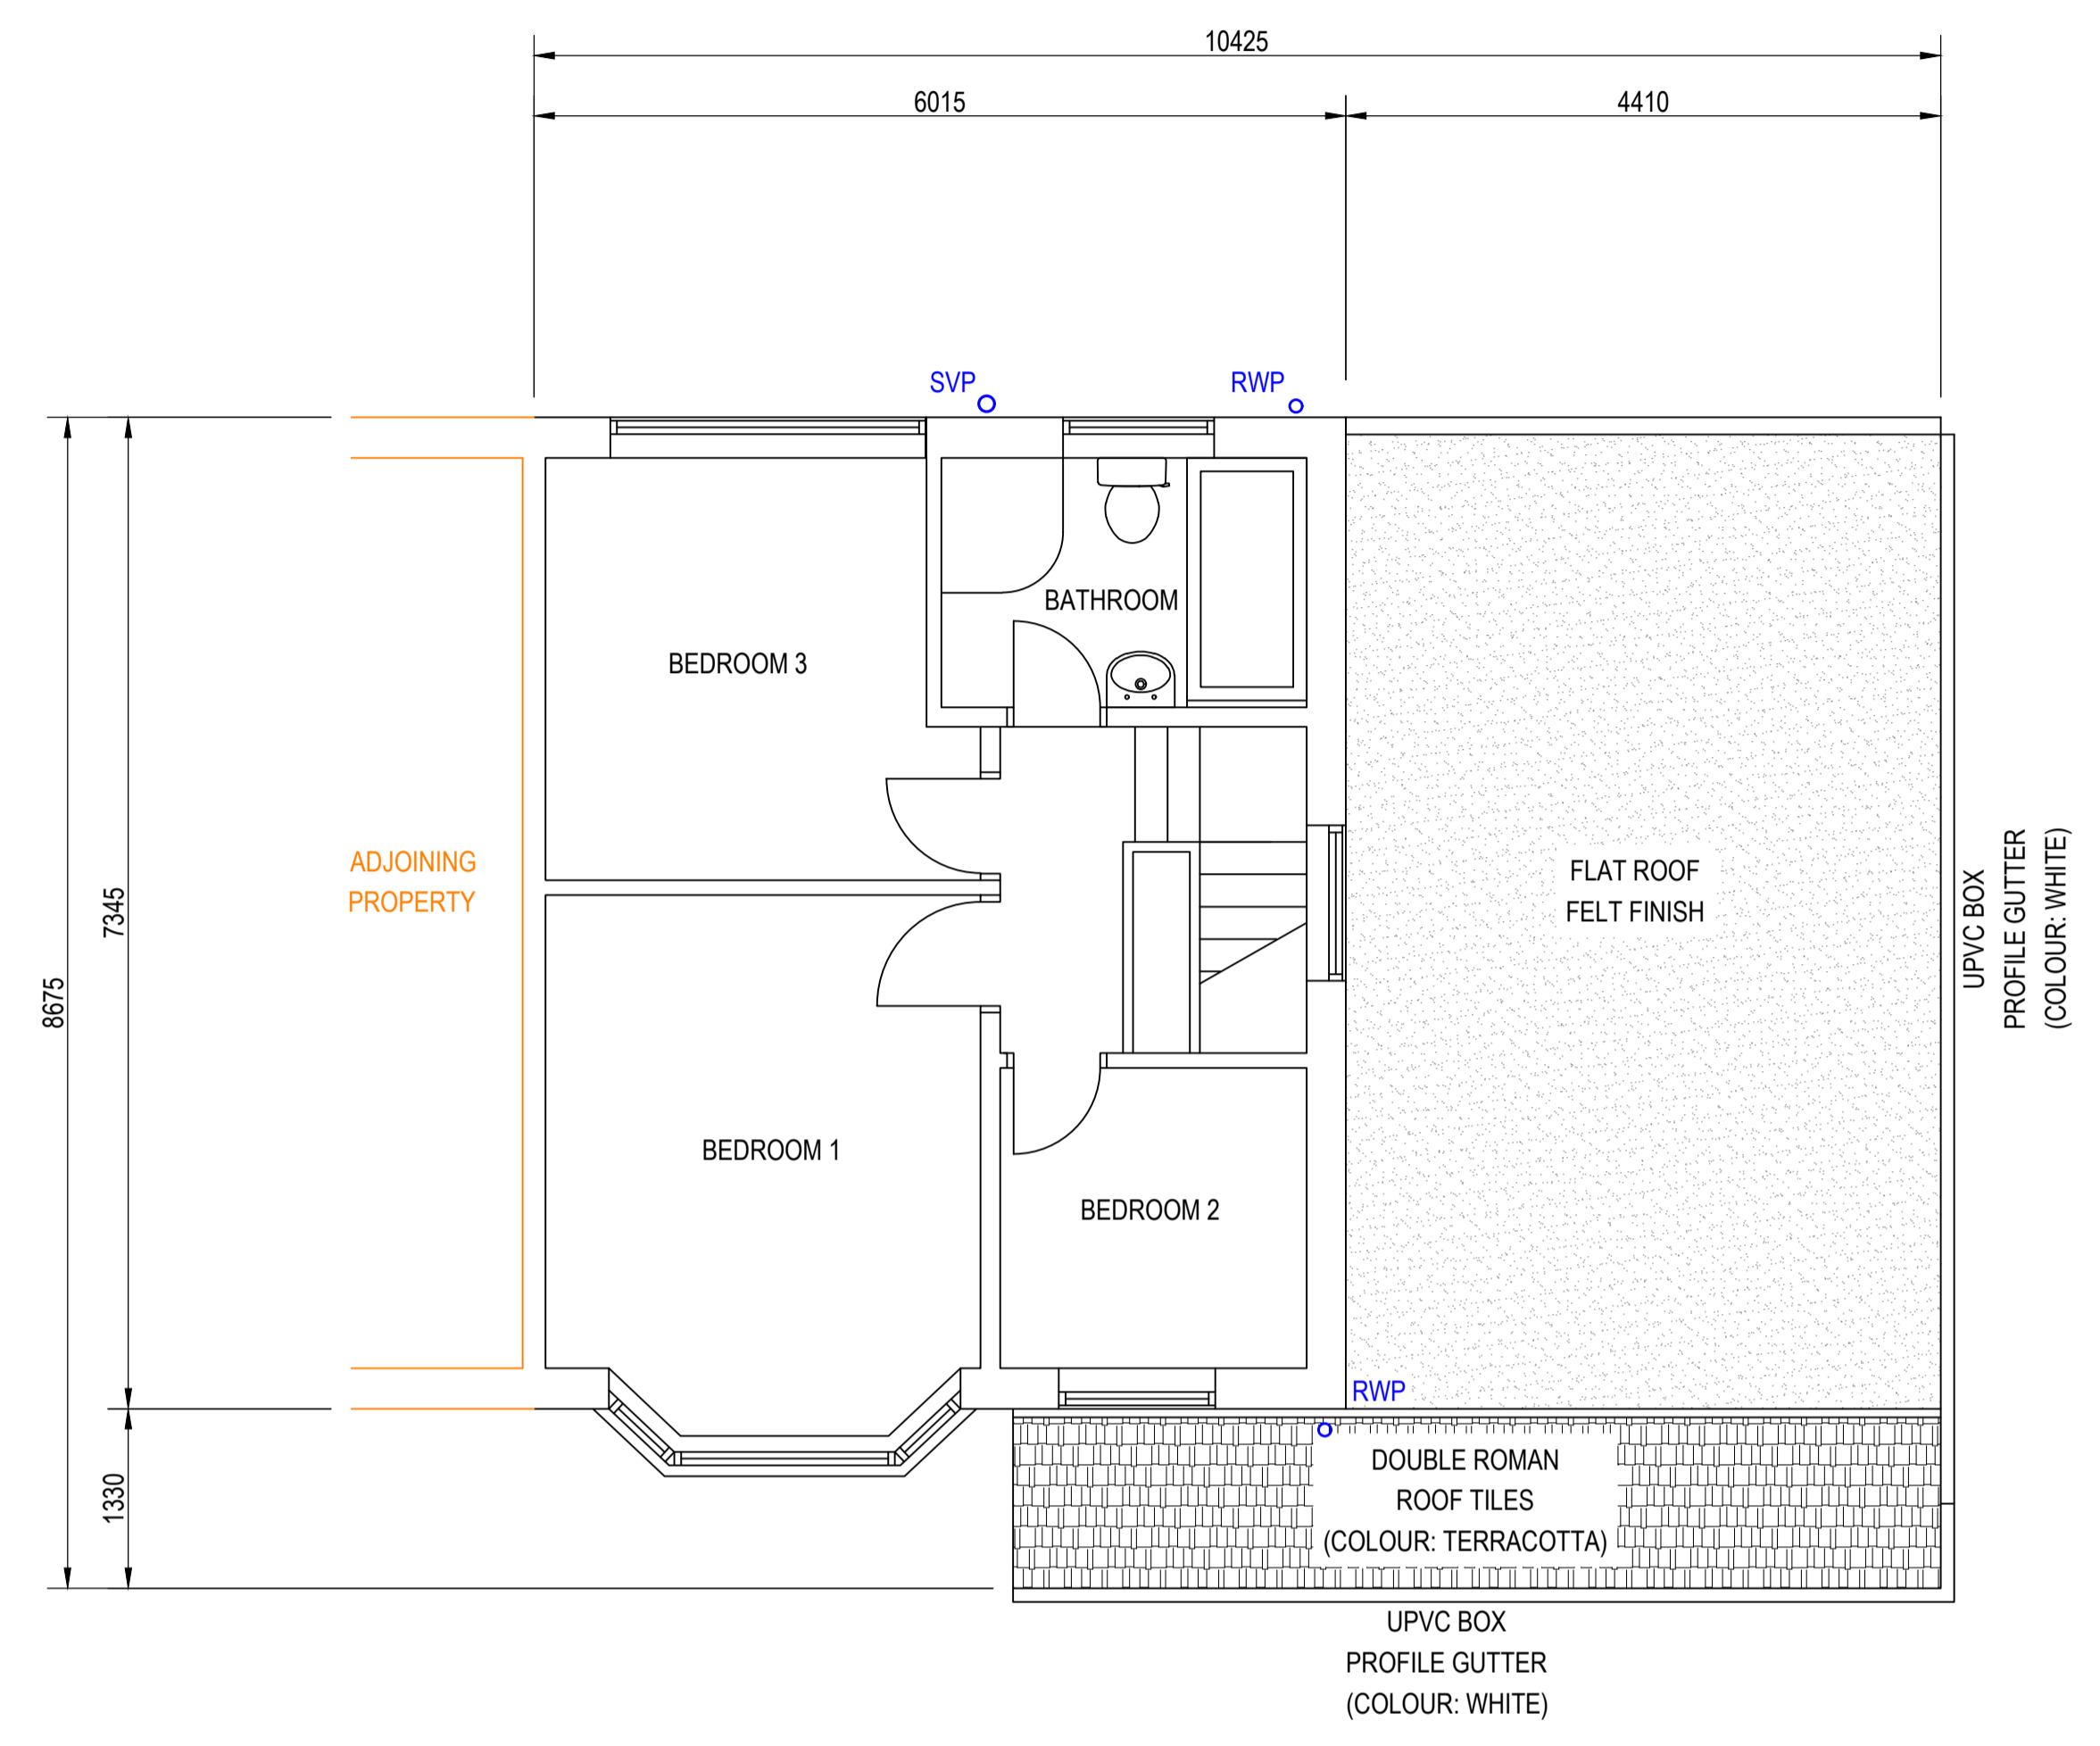 10425
6015
4410
SVP
RWP
BATHROOM
BEDROOM 3
ADJOINING
PROPERTY
FLAT ROOF
FELT FINISH
UPVC BOX
PROFILE GUTTER
(COLOUR: WHITE)
7345
8675
BEDROOM 1
BEDROOM 2
RWP
1330
DOUBLE ROMAN
ROOF TILES
(COLOUR: TERRACOTTA)
UPVC BOX
PROFILE GUTTER
(COLOUR: WHITE)